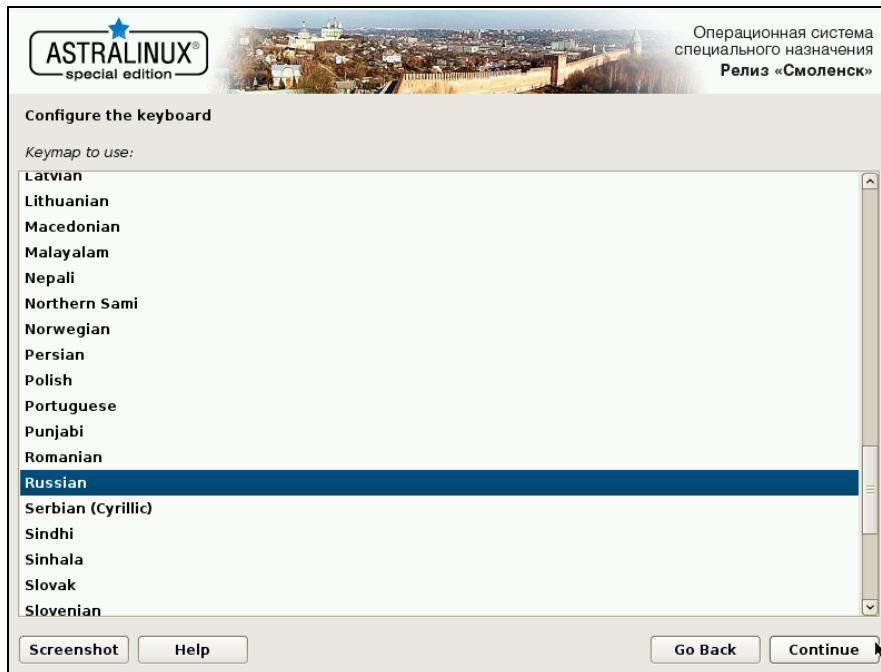 ASTRALINUX®
special edition
Операционная система
специального назначения
Релиз «Смоленск»
Configure the keyboard
Keymap to use:
Latvian
Lithuanian
Macedonian
Malayalam
Nepali
Northern Sami
Norwegian
Persian
Polish
Portuguese
Punjabi
Romanian
Russian
Serbian (Cyrillic)
Sindhi
Sinhala
Slovak
Slovenian
Screenshot
Help
Go Back
Continue